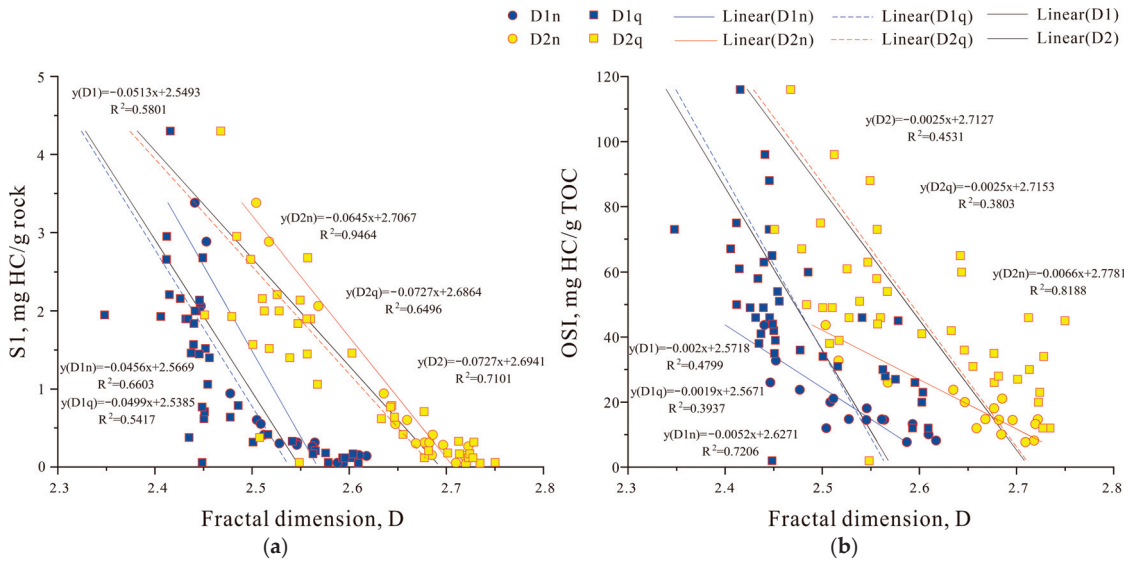 D1n D1q Linear(D1n) Linear(D1q) Linear(D1)
D2n D2q Linear(D2n) Linear(D2q) Linear(D2)
5
4
3
2
1
0
S1, mg HC/g rock
y(D1)=−0.0513x+2.5493
R²=0.5801
y(D2n)=−0.0645x+2.7067
R²=0.9464
y(D2q)=−0.0727x+2.6864
R²=0.6496
y(D2)=−0.0727x+2.6941
R²=0.7101
y(D1n)=−0.0456x+2.5669
R²=0.6603
y(D1q)=−0.0499x+2.5385
R²=0.5417
2.3 2.4 2.5 2.6 2.7 2.8
Fractal dimension, D
(a)
120
100
80
60
40
20
0
OSI, mg HC/g TOC
y(D2)=−0.0025x+2.7127
R²=0.4531
y(D2q)=−0.0025x+2.7153
R²=0.3803
y(D2n)=−0.0066x+2.7781
R²=0.8188
y(D1)=−0.002x+2.5718
R²=0.4799
y(D1q)=−0.0019x+2.5671
R²=0.3937
y(D1n)=−0.0052x+2.6271
R²=0.7206
2.3 2.4 2.5 2.6 2.7 2.8
Fractal dimension, D
(b)